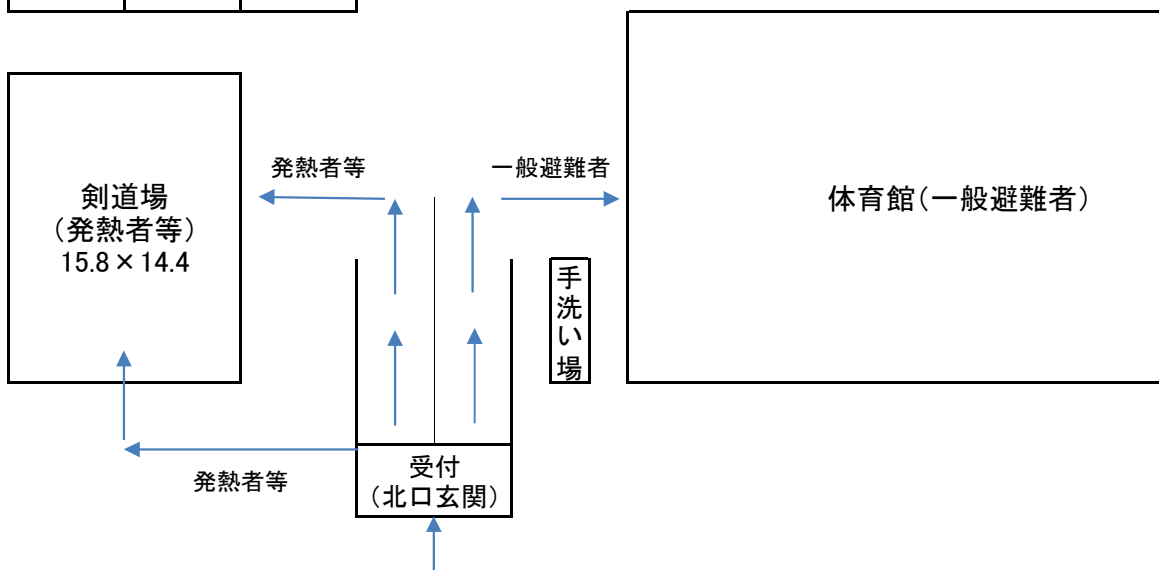 発熱者等
一般避難者
剣道場
(発熱者等)
15.8×14.4
体育館(一般避難者)
手洗い場
発熱者等
受付
(北口玄関)